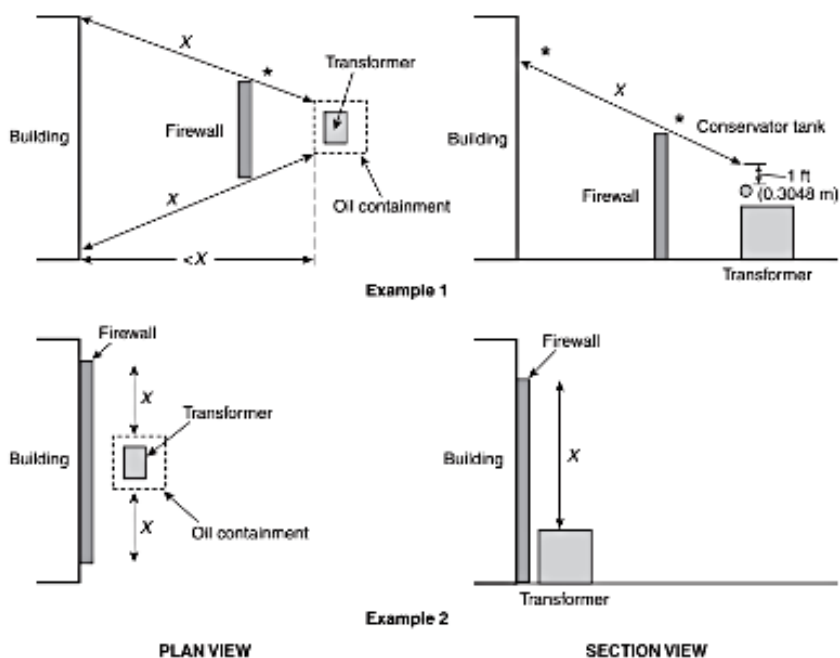 X
*
Transformer
Building
Firewall
X
Oil containment
<X
*
X
*
Conservator tank
Building
1 ft
(0.3048 m)
Firewall
Transformer
Example 1
Firewall
X
Transformer
Building
X
Oil containment
Firewall
X
Building
Transformer
Example 2
PLAN VIEW
SECTION VIEW